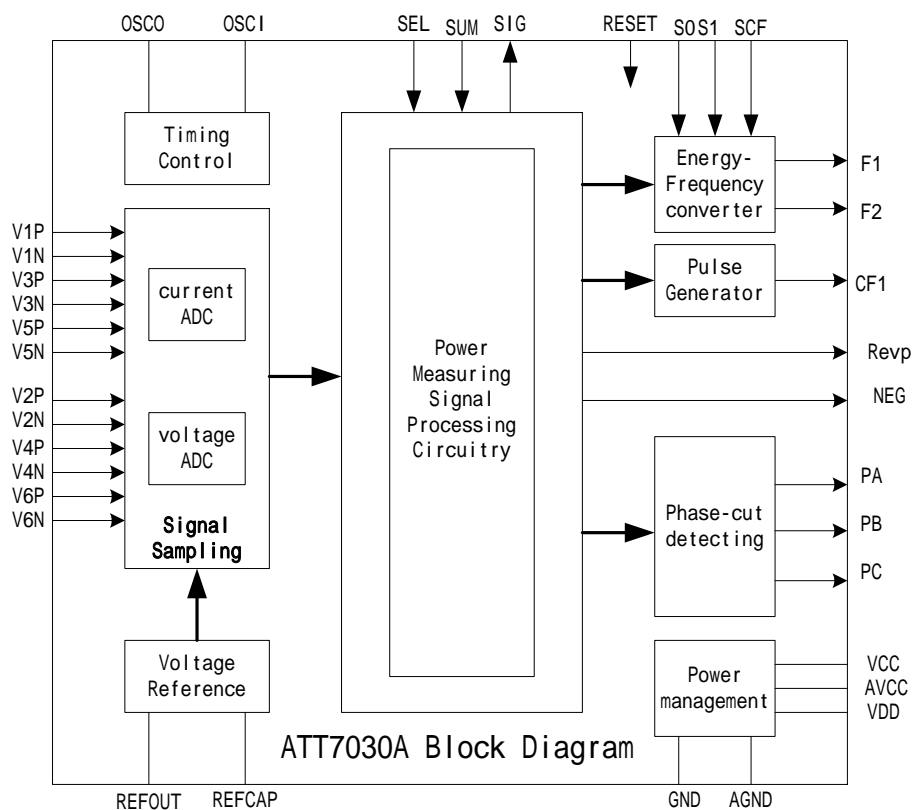 OSCO OSCI SEL SUM SIG RESET S0 S1 SCF
Timing
Control
Energy-
Frequency
converter
F1
F2
V1P
V1N
V3P
V3N
V5P
V5N
current
ADC
Pulse
Generator
CF1
Power
Measuring
Signal
Processing
Circuitry
Revp
NEG
V2P
V2N
V4P
V4N
V6P
V6N
voltage
ADC
Signal
Sampling
Phase-cut
detecting
PA
PB
PC
Voltage
Reference
Power
management
VCC
AVCC
VDD
ATT7030A Block Diagram
REFOUT REFCAP GND AGND